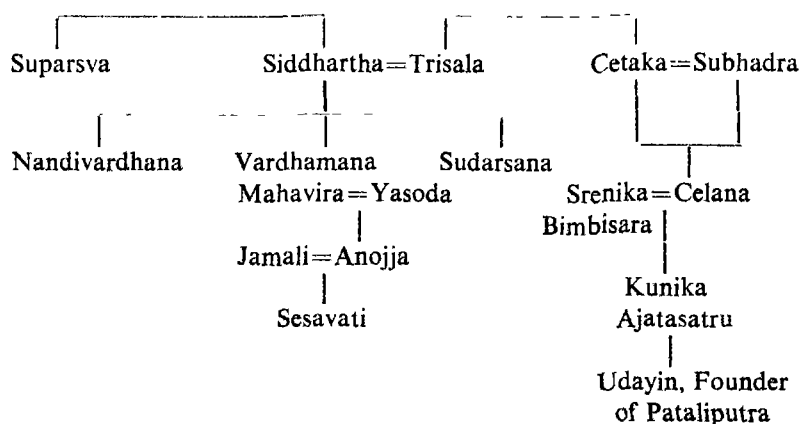 Suparsva Siddhartha=Trisala Cetaka=Subhadra
Nandivardhana Vardhamana Sudarsana
Mahavira=Yasoda Srenika=Celana
Bimbisara
Jamali=Anojja
Kunika
Sesavati Ajatasatru
Udayin, Founder
of Pataliputra